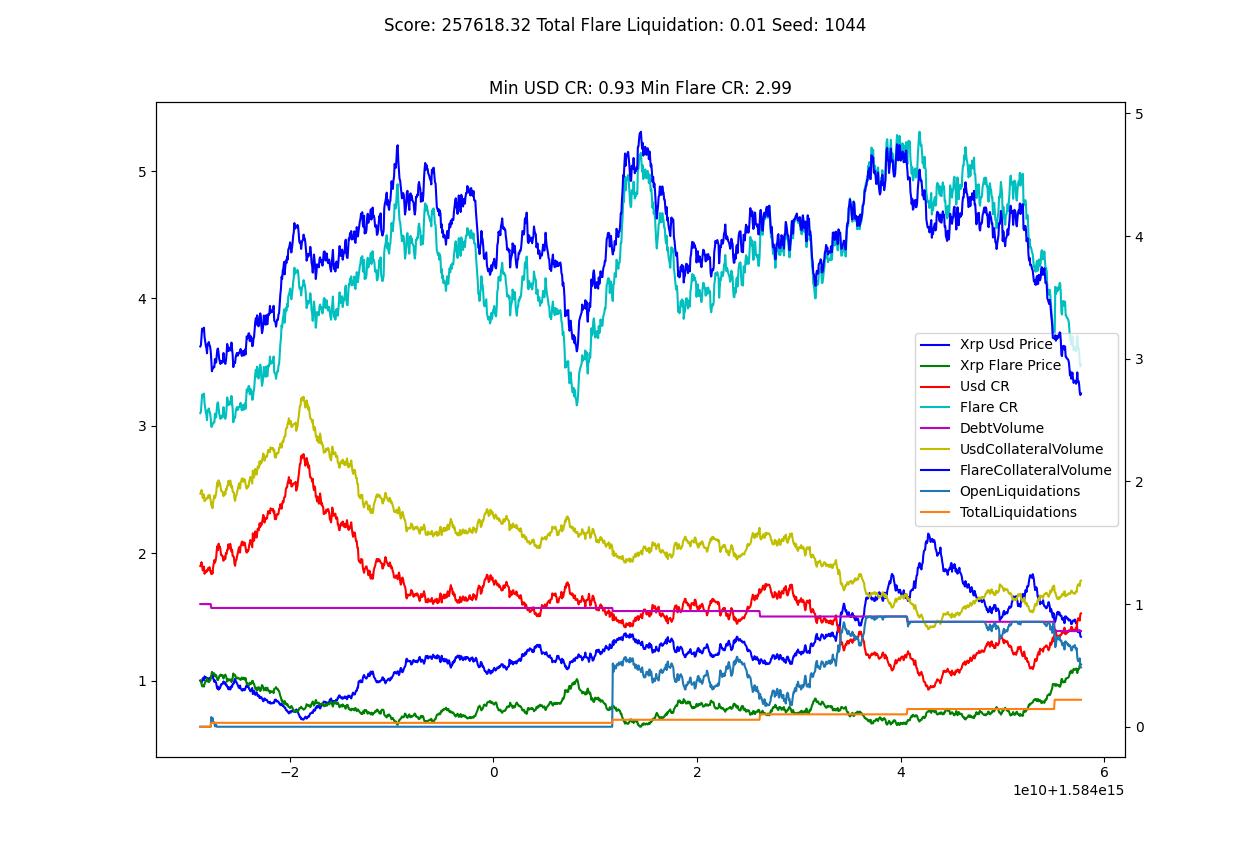 Score: 257618.32 Total Flare Liquidation: 0.01 Seed: 1044
Min USD CR: 0.93 Min Flare CR: 2.99
5
4
3
2
1
5
4
3
2
1
0
Xrp Usd Price
Xrp Flare Price
Usd CR
Flare CR
DebtVolume
UsdCollateralVolume
FlareCollateralVolume
OpenLiquidations
TotalLiquidations
−2 0 2 4 6
1e10+1.584e15